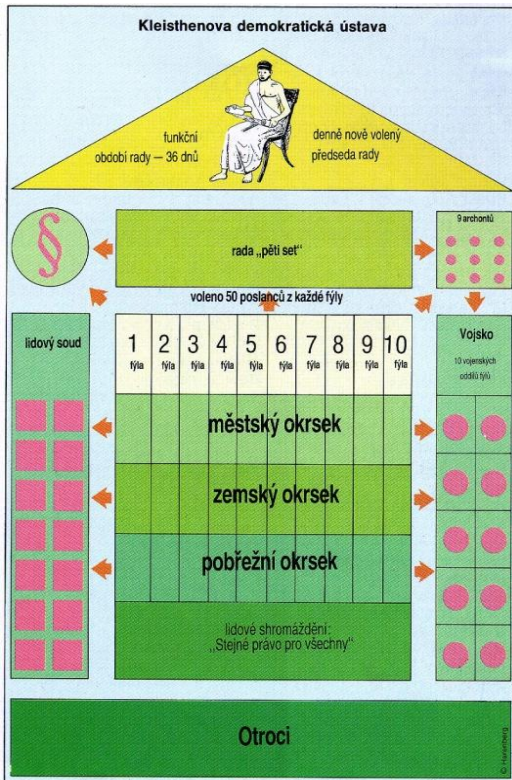 Kleisthenova demokratická ústava
funkční
období rady — 36 dnů
denně nově volený
předseda rady
§
rada „pěti set"
9 archontů
voleno 50 poslanců z každé fýly
lidový soud
1 2 3 4 5 6 7 8 9 10
fýla fýla fýla fýla fýla fýla fýla fýla fýla fýla
Vojsko
10 vojenských
oddílů fýlů
městský okrsek
zemský okrsek
pobřežní okrsek
lidové shromáždění:
„Stejné právo pro všechny"
Otroci
© Harenberg